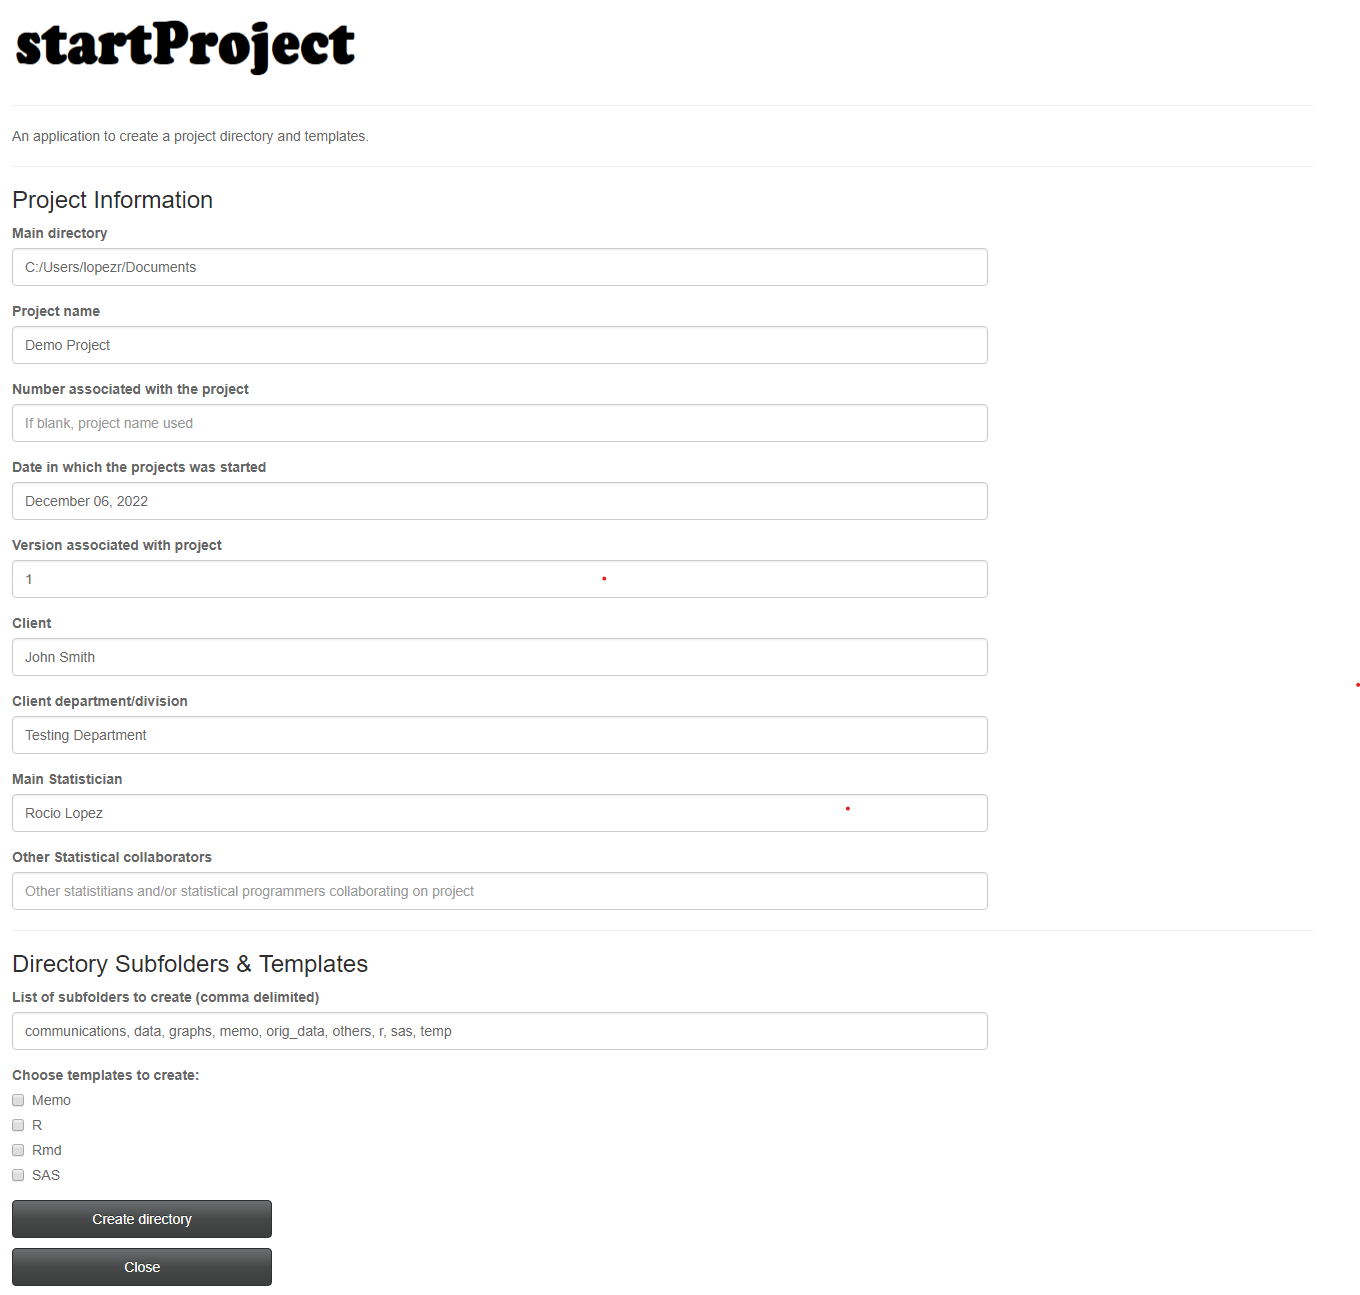 startProject
An application to create a project directory and templates.
Project Information
Main directory
C:/Users/lopezr/Documents
Project name
Demo Project
Number associated with the project
If blank, project name used
Date in which the projects was started
December 06, 2022
Version associated with project
1
Client
John Smith
Client department/division
Testing Department
Main Statistician
Rocio Lopez
Other Statistical collaborators
Other statistitians and/or statistical programmers collaborating on project
Directory Subfolders & Templates
List of subfolders to create (comma delimited)
communications, data, graphs, memo, orig_data, others, r, sas, temp
Choose templates to create:
Memo
R
Rmd
SAS
Create directory
Close